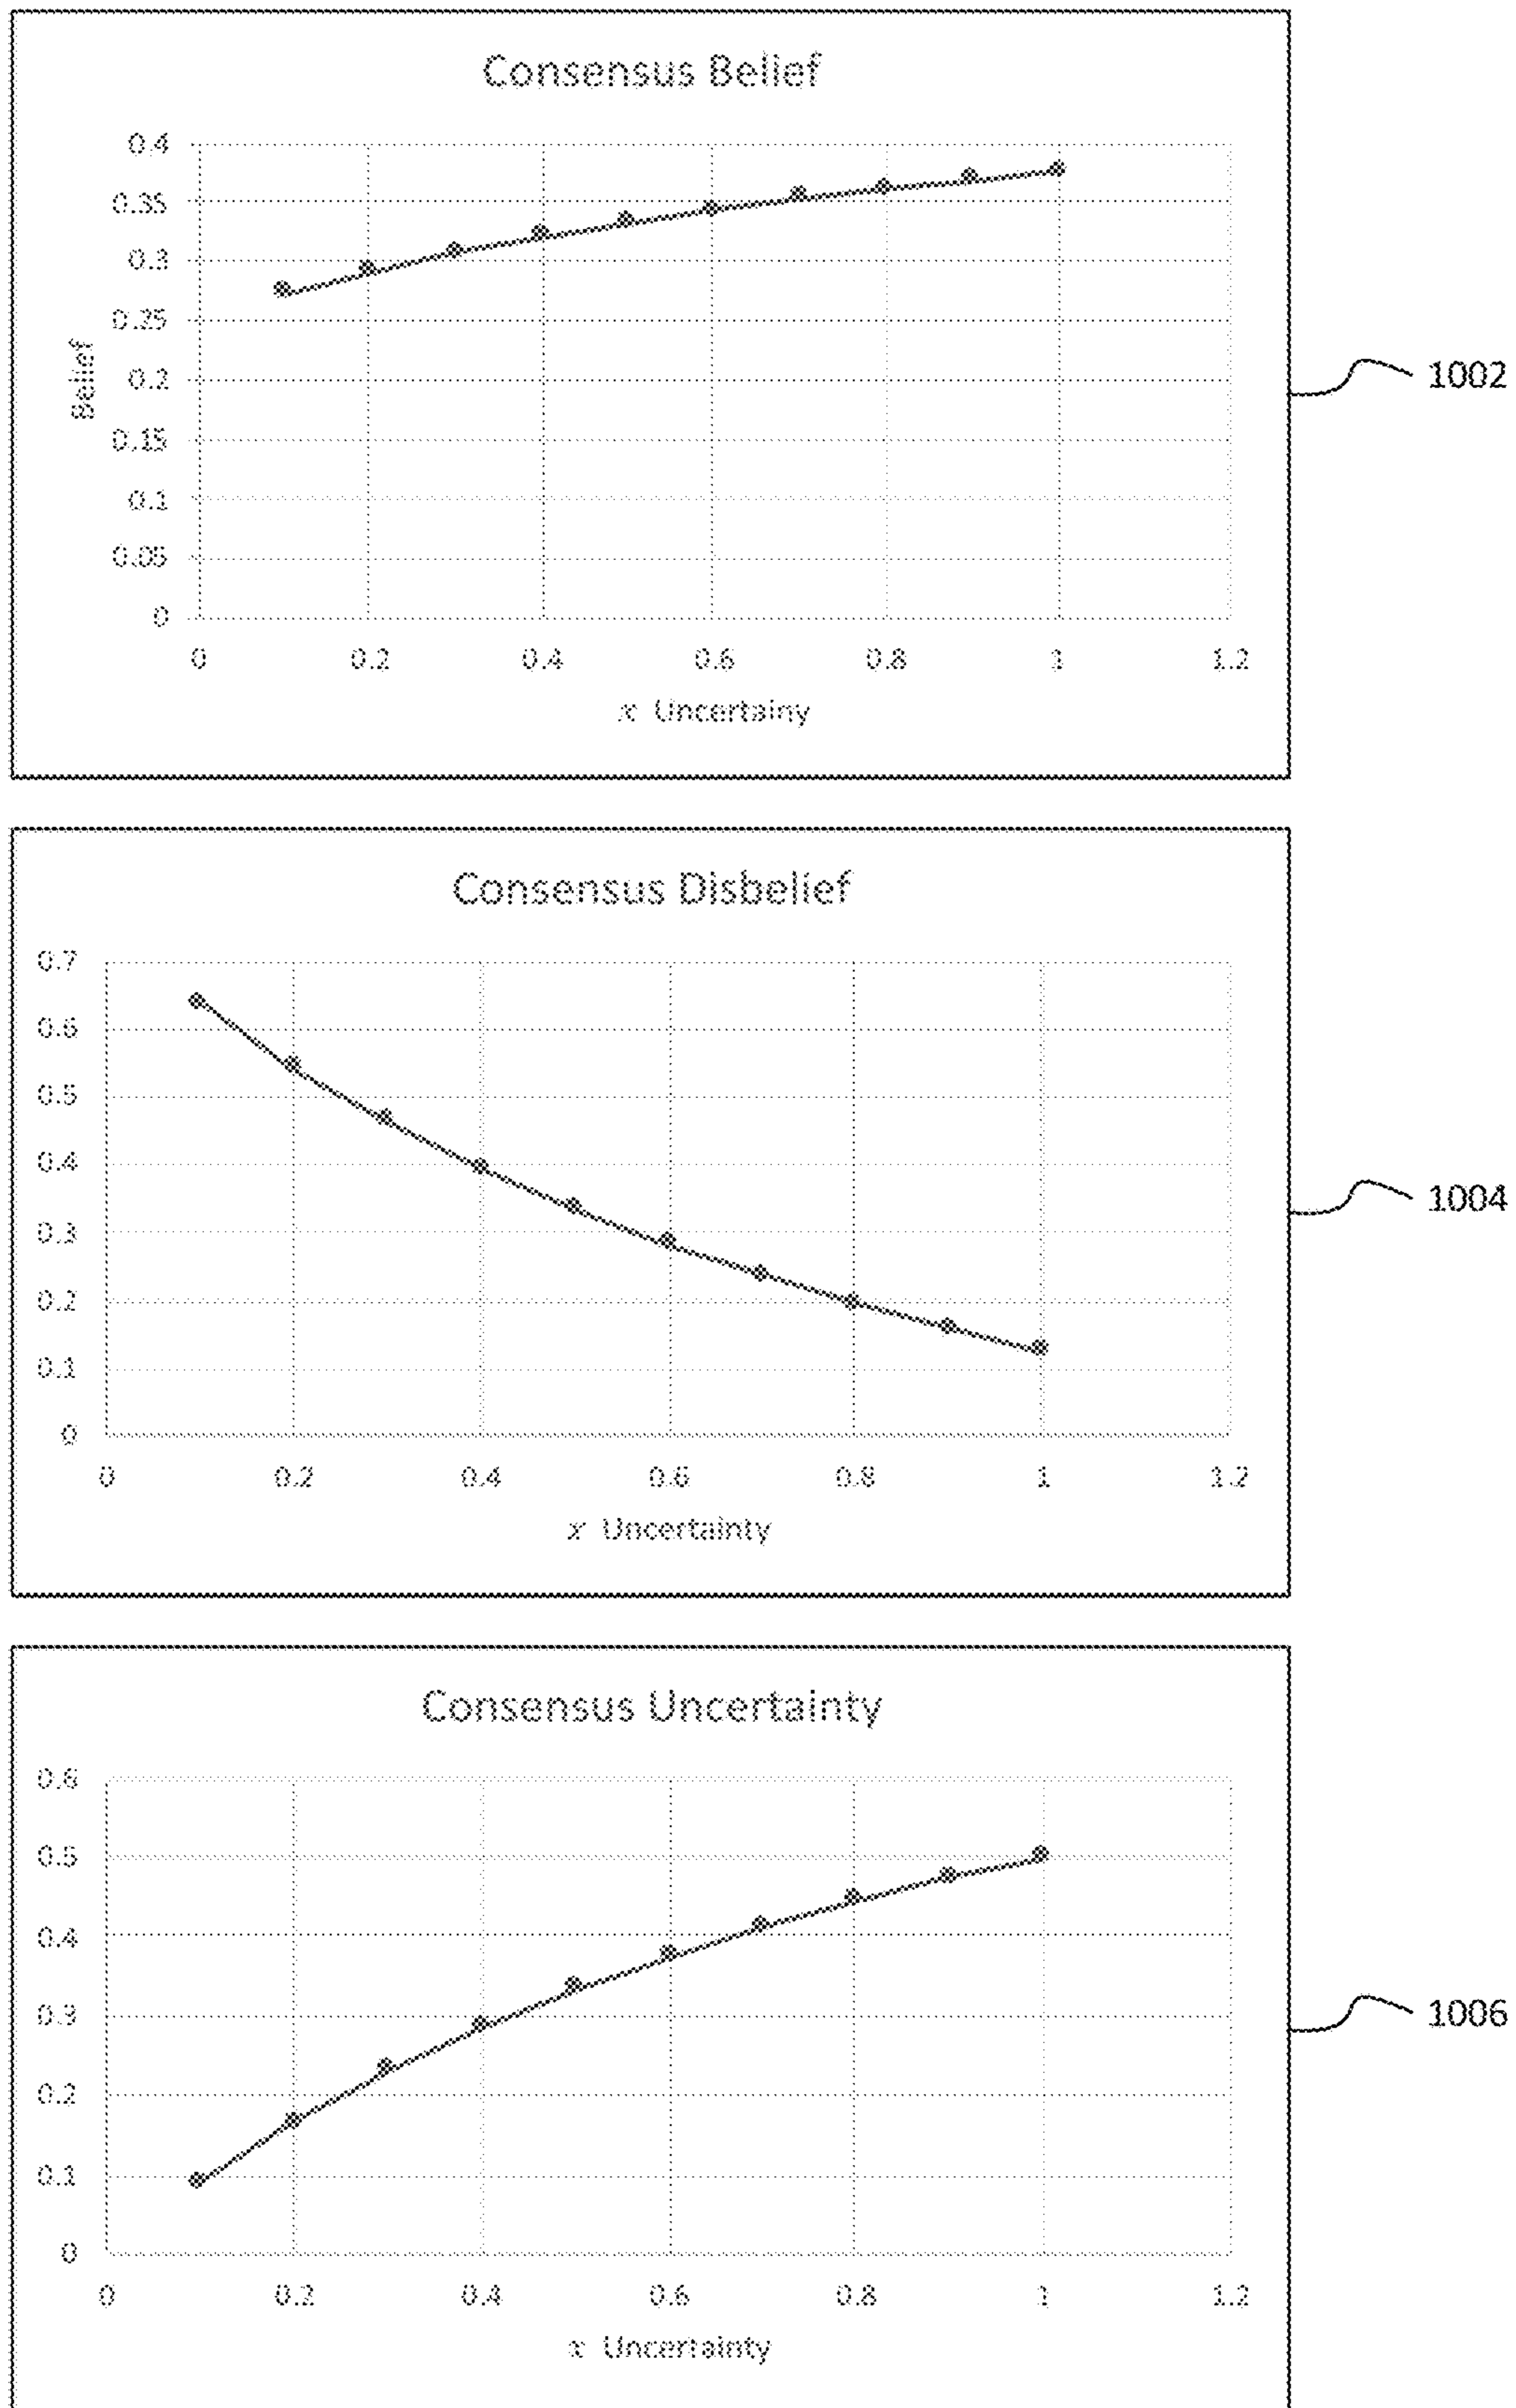 Consensus Belief
0.4
0.35
0.3
0.25
0.2
0.15
0.1
0.05
0
Belief
0 0.2 0.4 0.6 0.8 1 1.2
x Uncertainy
1002
Consensus Disbelief
0.7
0.6
0.5
0.4
0.3
0.2
0.1
0
0 0.2 0.4 0.6 0.8 1 1.2
x Uncertainty
1004
Consensus Uncertainty
0.6
0.5
0.4
0.3
0.2
0.1
0
0 0.2 0.4 0.6 0.8 1 1.2
x Uncertainty
1006